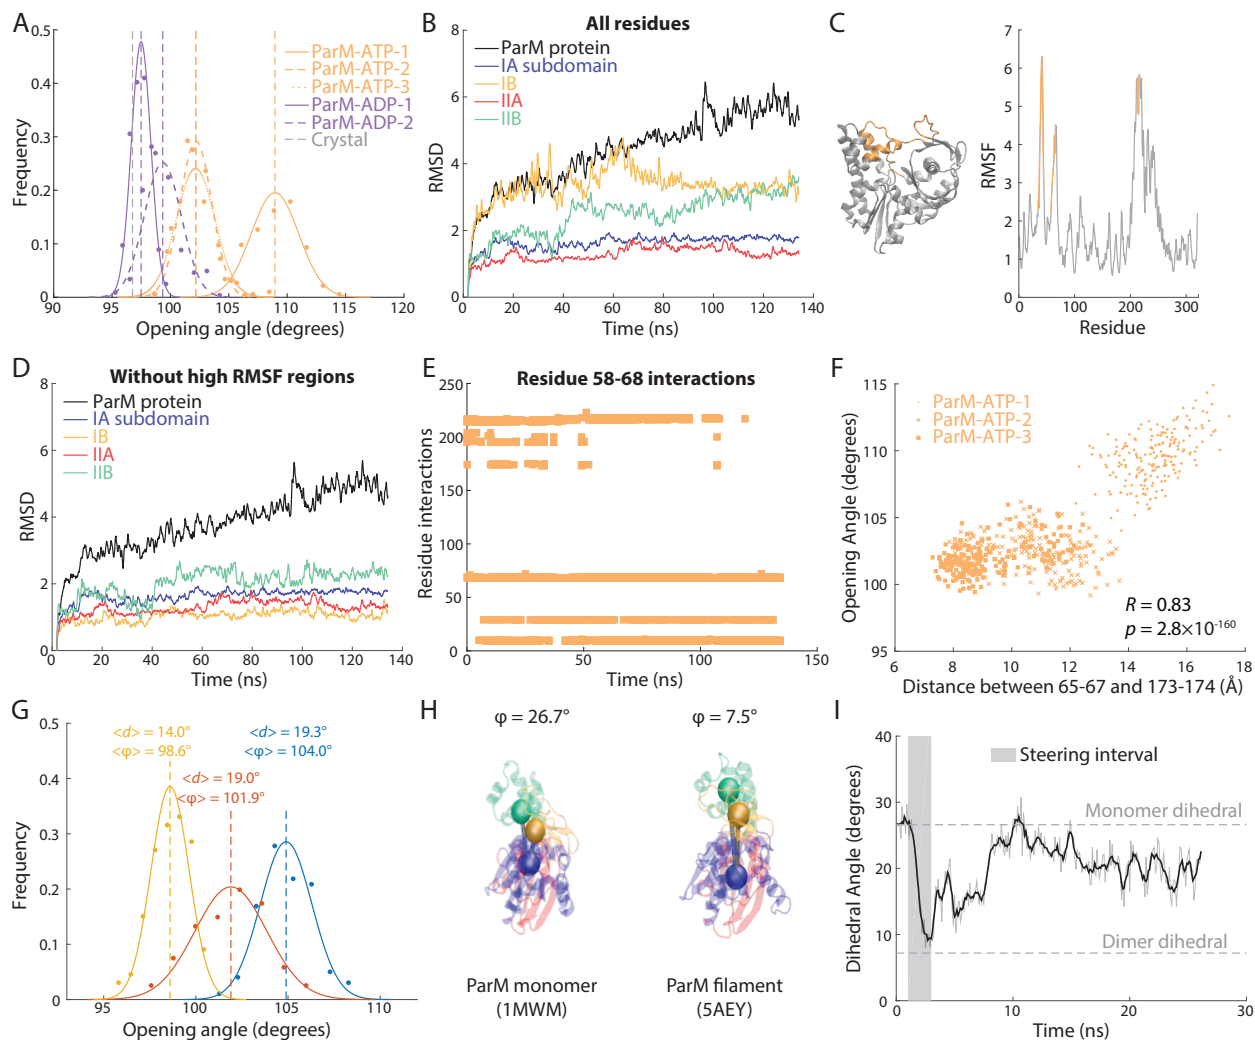 A
0.5
0.4
0.3
0.2
0.1
0
Frequency
90
95
100
105
110
115
120
Opening angle (degrees)
ParM-ATP-1
ParM-ATP-2
ParM-ATP-3
ParM-ADP-1
ParM-ADP-2
Crystal
B
All residues
8
6
4
2
0
RMSD
0
20
40
60
80
100
120
140
Time (ns)
ParM protein
IA subdomain
IB
IIA
IIB
C
7
6
5
4
3
2
1
0
RMSF
0
100
200
300
Residue
D
Without high RMSF regions
8
6
4
2
0
RMSD
0
20
40
60
80
100
120
140
Time (ns)
ParM protein
IA subdomain
IB
IIA
IIB
E
Residue 58-68 interactions
250
200
150
100
50
0
Residue interactions
0
50
100
150
Time (ns)
F
115
110
105
100
95
Opening Angle (degrees)
6
8
10
12
14
16
18
Distance between 65-67 and 173-174 (Å)
ParM-ATP-1
ParM-ATP-2
ParM-ATP-3
R = 0.83
p = 2.8×10⁻¹⁶⁰
G
0.5
0.4
0.3
0.2
0.1
0
Frequency
95
100
105
110
Opening angle (degrees)
<d> = 14.0°
<φ> = 98.6°
<d> = 19.0°
<φ> = 101.9°
<d> = 19.3°
<φ> = 104.0°
H
φ = 26.7°
φ = 7.5°
ParM monomer
(1MWM)
ParM filament
(5AEY)
I
40
30
20
10
0
Dihedral Angle (degrees)
0
10
20
30
Time (ns)
Steering interval
Monomer dihedral
Dimer dihedral